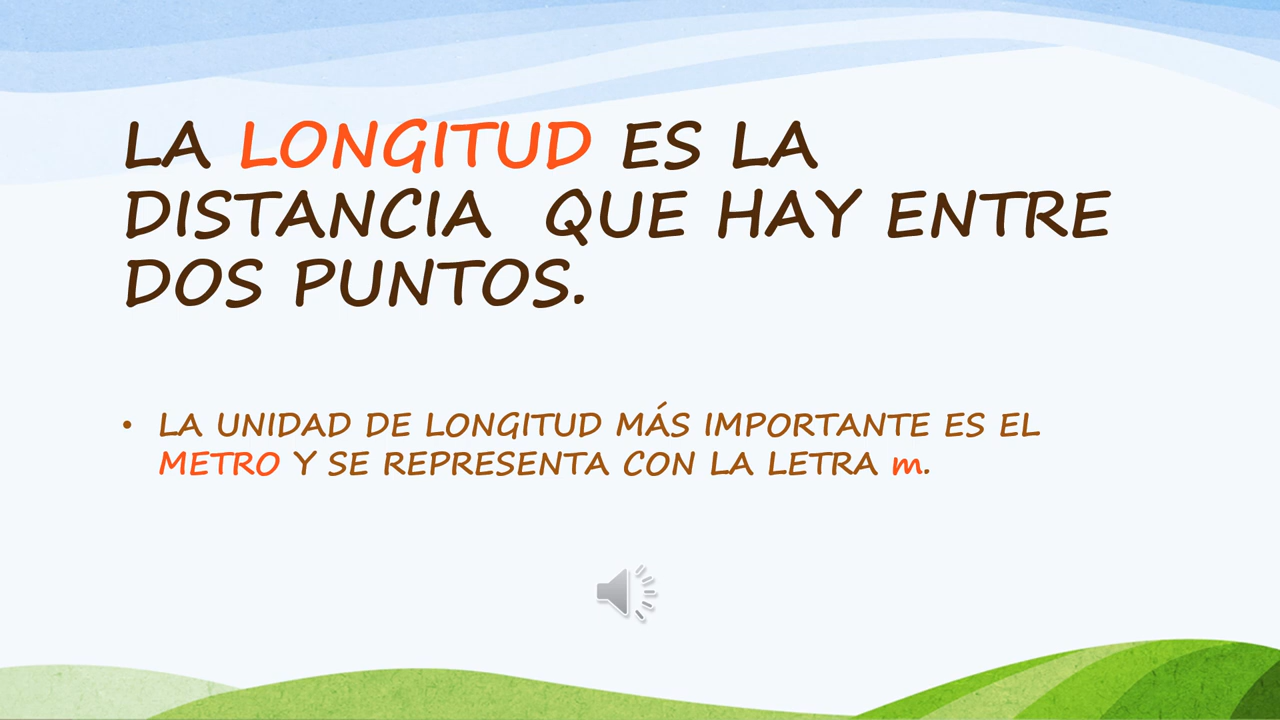 LA LONGITUD ES LA
DISTANCIA QUE HAY ENTRE
DOS PUNTOS.
• LA UNIDAD DE LONGITUD MÁS IMPORTANTE ES EL
METRO Y SE REPRESENTA CON LA LETRA m.